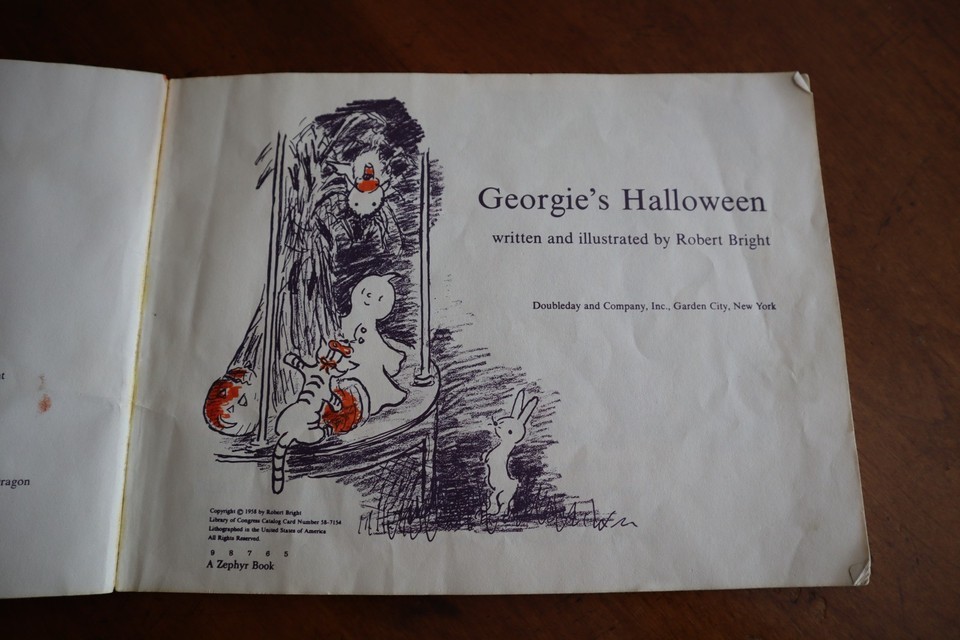 t
ragon
Georgie's Halloween
written and illustrated by Robert Bright
Doubleday and Company, Inc., Garden City, New York
Copyright © 1958 by Robert Bright
Library of Congress Catalog Card Number 58-7154
Lithographed in the United States of America
All Rights Reserved.
9 8 7 6 5
A Zephyr Book